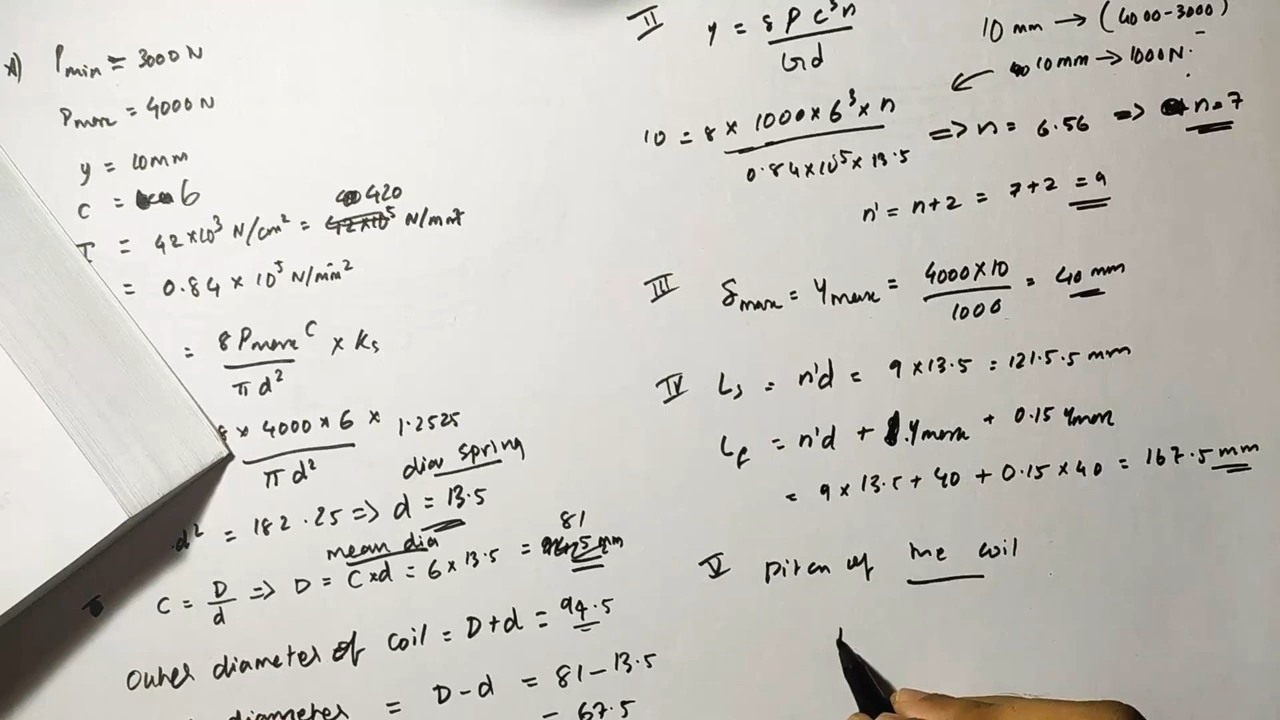 Pmin = 3000 N
Pmax = 4000 N
y = 10mm
C = 6
τ = 42×10³ N/cm² = 420 N/mm²
= 0.84 × 10⁵ N/mm²
= 8 Pmax C / πd² × Ks
8 × 4000 × 6 × 1.2525 / πd²
dia spring
d² = 182.25 => d = 13.5
mean dia
C = D/d => D = C×d = 6 × 13.5 = 81 mm
outer diameter of coil = D+d = 94.5
diameter = D-d = 81-13.5
= 67.5
II y = 8 P C³ n / Gd
10 mm → (4000-3000)
10mm → 1000N
10 = 8 × 1000 × 6³ × n / 0.84×10⁵ × 13.5 => n = 6.56 => n=7
n' = n+2 = 7+2 = 9
III δmax = Ymax = 4000×10 / 1000 = 40 mm
IV Ls = n'd = 9 × 13.5 = 121.5.5 mm
Lf = n'd + Ymax + 0.15 Ymax
= 9 × 13.5 + 40 + 0.15 × 40 = 167.5 mm
V Pitch of the coil